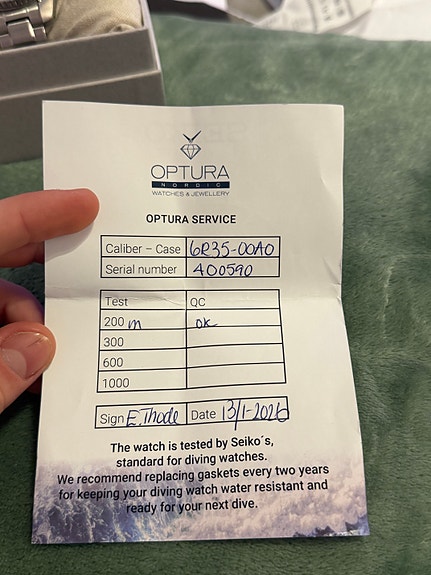 OPTURA
NORDIC
WATCHES & JEWELLERY
OPTURA SERVICE
Caliber – Case 6R35-00A0
Serial number 400590
Test QC
200 m OK
300
600
1000
Sign E.Thode Date 13/1-2026
The watch is tested by Seiko´s,
standard for diving watches.
We recommend replacing gaskets every two years
for keeping your diving watch water resistant and
ready for your next dive.